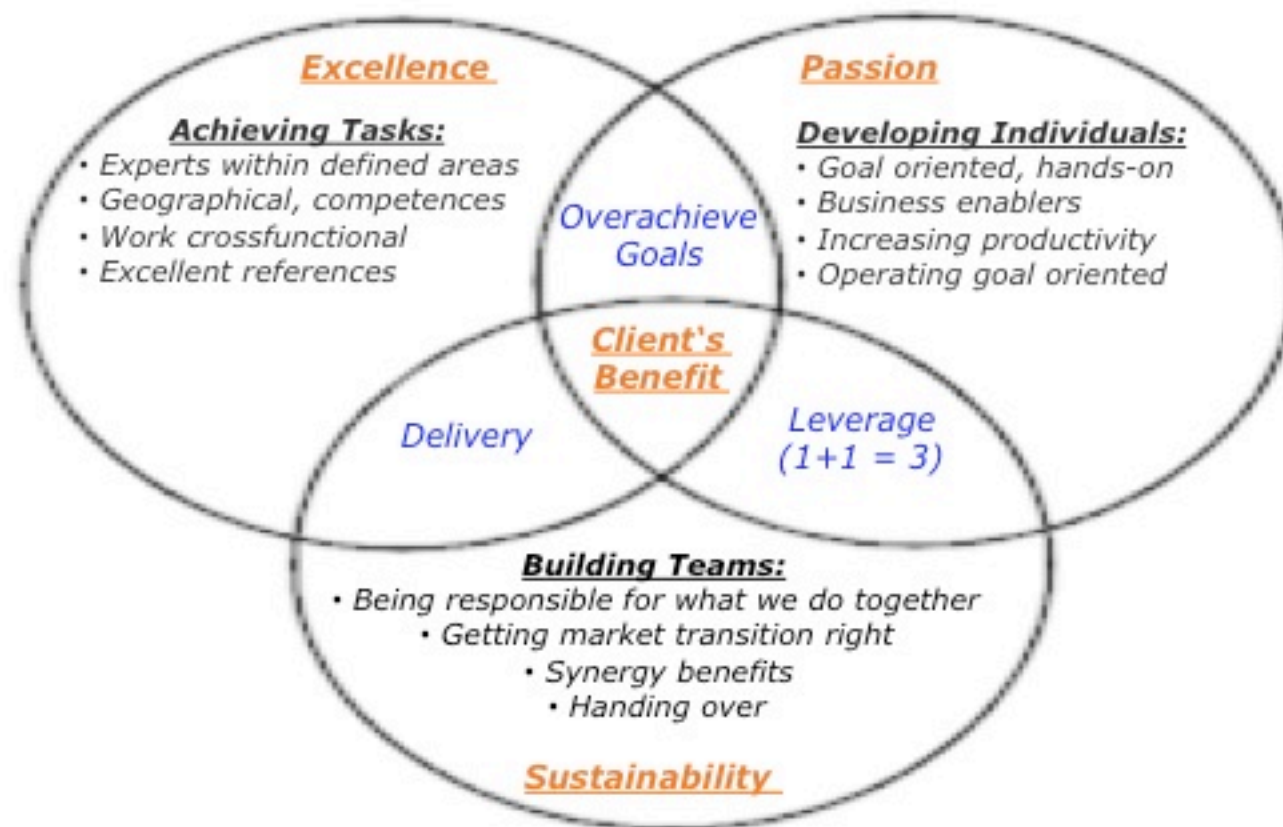 Excellence
Achieving Tasks:
• Experts within defined areas
• Geographical, competences
• Work crossfunctional
• Excellent references
Passion
Developing Individuals:
• Goal oriented, hands-on
• Business enablers
• Increasing productivity
• Operating goal oriented
Overachieve
Goals
Client's
Benefit
Delivery
Leverage
(1+1 = 3)
Building Teams:
• Being responsible for what we do together
• Getting market transition right
• Synergy benefits
• Handing over
Sustainability